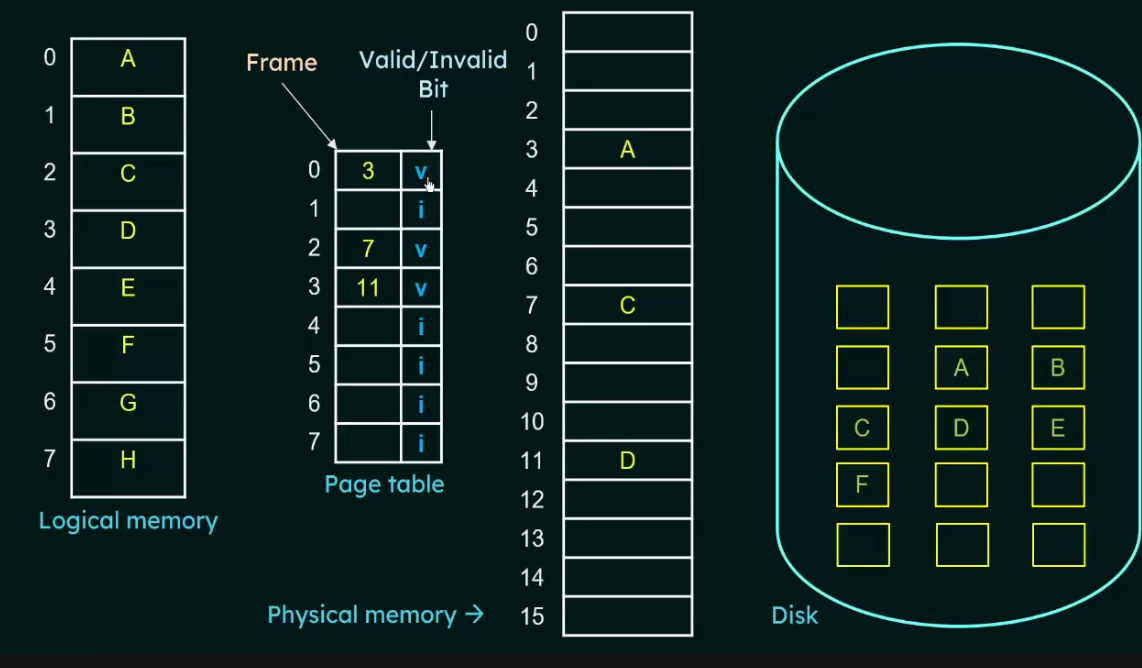 0 A
1 B
2 C
3 D
4 E
5 F
6 G
7 H
Logical memory
Frame
Valid/Invalid
Bit
0 3 v
1 i
2 7 v
3 11 v
4 i
5 i
6 i
7 i
Page table
Physical memory →
0
1
2
3 A
4
5
6
7 C
8
9
10
11 D
12
13
14
15
A B
C D E
F
Disk